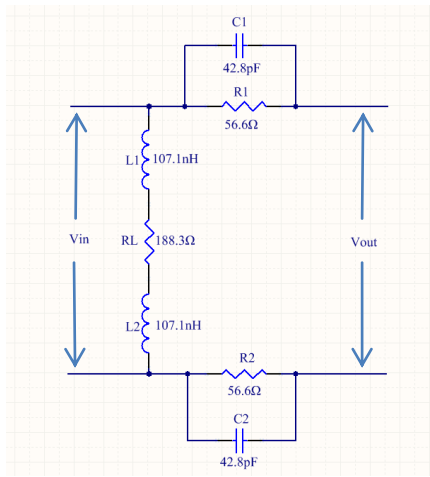 C1
42.8pF
R1
56.6Ω
L1 107.1nH
Vin RL 188.3Ω Vout
L2 107.1nH
R2
56.6Ω
C2
42.8pF